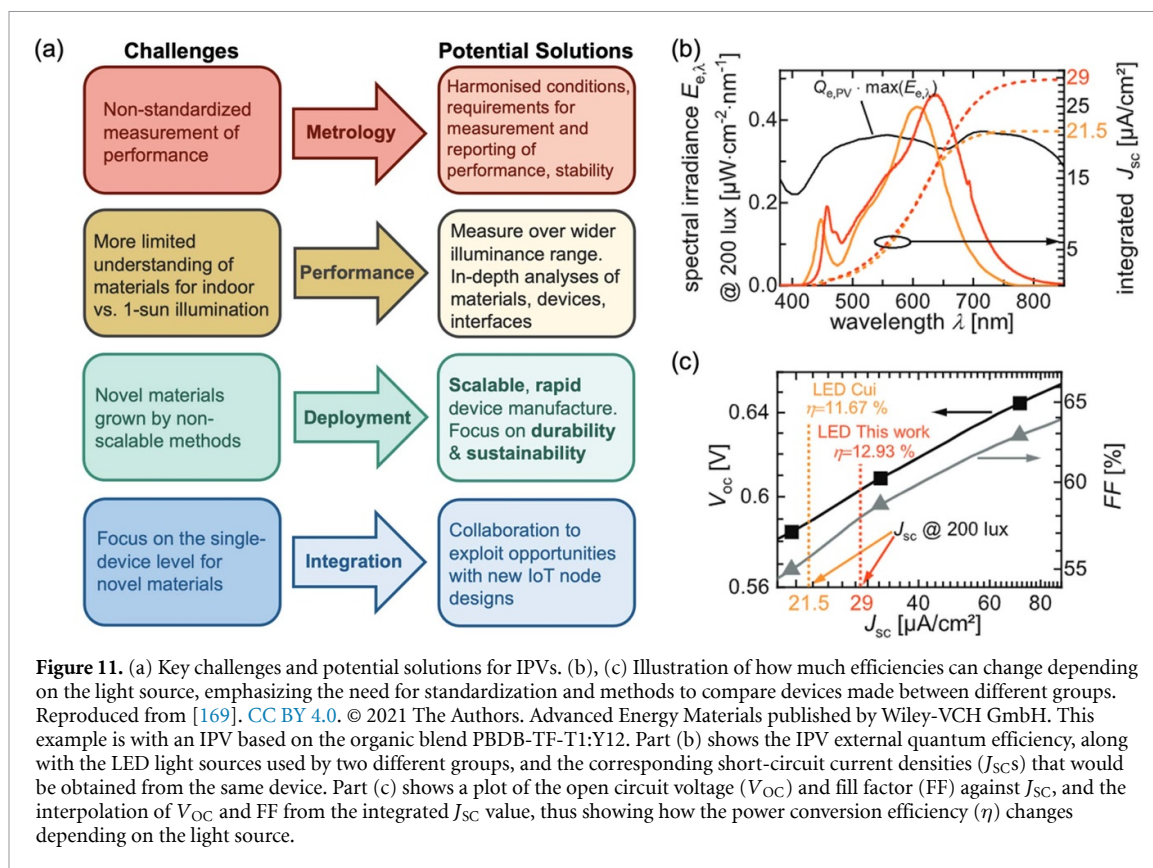 (a)
Challenges
Potential Solutions
Non-standardized
measurement of
performance
Metrology
Harmonised conditions,
requirements for
measurement and
reporting of
performance, stability
More limited
understanding of
materials for indoor
vs. 1-sun illumination
Performance
Measure over wider
illuminance range.
In-depth analyses of
materials, devices,
interfaces
Novel materials
grown by non-
scalable methods
Deployment
Scalable, rapid
device manufacture.
Focus on durability
& sustainability
Focus on the single-
device level for
novel materials
Integration
Collaboration to
exploit opportunities
with new IoT node
designs
(b)
spectral irradiance Ee,λ
@ 200 lux [µW·cm-2·nm-1]
0.4
0.2
0.0
Qe,PV · max(Ee,λ)
29
25
21.5
15
5
integrated Jsc [µA/cm²]
400 500 600 700 800
wavelength λ [nm]
(c)
LED Cui
η=11.67 %
LED This work
η=12.93 %
Jsc @ 200 lux
Voc [V]
0.64
0.6
0.56
65
60
55
FF [%]
21.5 29 40 60 80
Jsc [µA/cm²]
Figure 11. (a) Key challenges and potential solutions for IPVs. (b), (c) Illustration of how much efficiencies can change depending
on the light source, emphasizing the need for standardization and methods to compare devices made between different groups.
Reproduced from [169]. CC BY 4.0. © 2021 The Authors. Advanced Energy Materials published by Wiley-VCH GmbH. This
example is with an IPV based on the organic blend PBDB-TF-T1:Y12. Part (b) shows the IPV external quantum efficiency, along
with the LED light sources used by two different groups, and the corresponding short-circuit current densities (JSCs) that would
be obtained from the same device. Part (c) shows a plot of the open circuit voltage (VOC) and fill factor (FF) against JSC, and the
interpolation of VOC and FF from the integrated JSC value, thus showing how the power conversion efficiency (η) changes
depending on the light source.